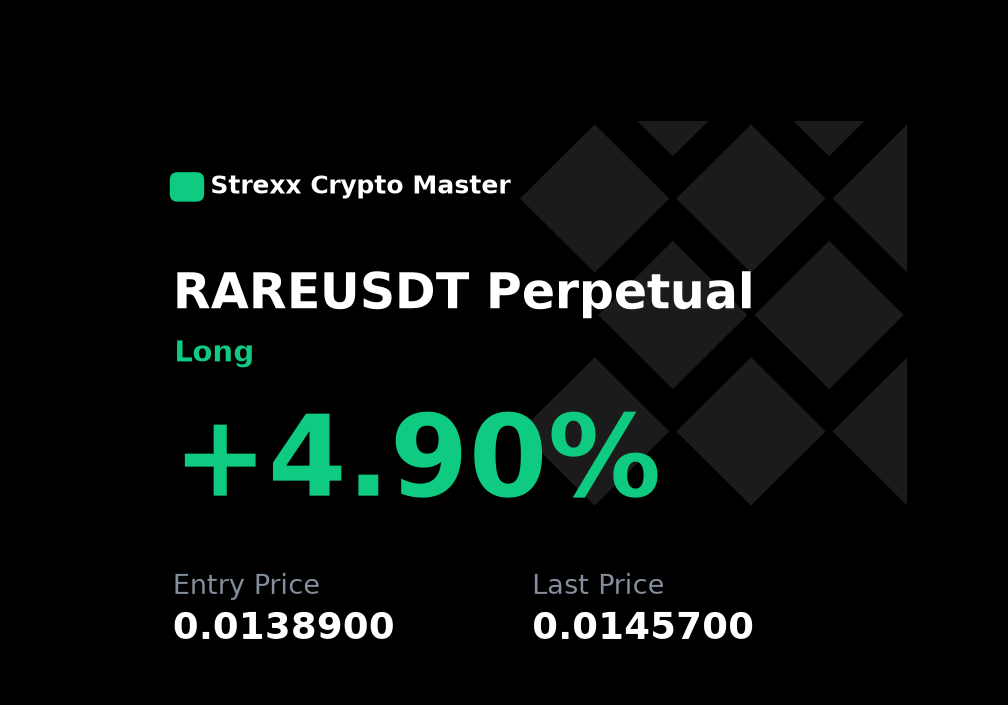 Strexx Crypto Master
RAREUSDT Perpetual
Long
+4.90%
Entry Price
Last Price
0.0138900
0.0145700